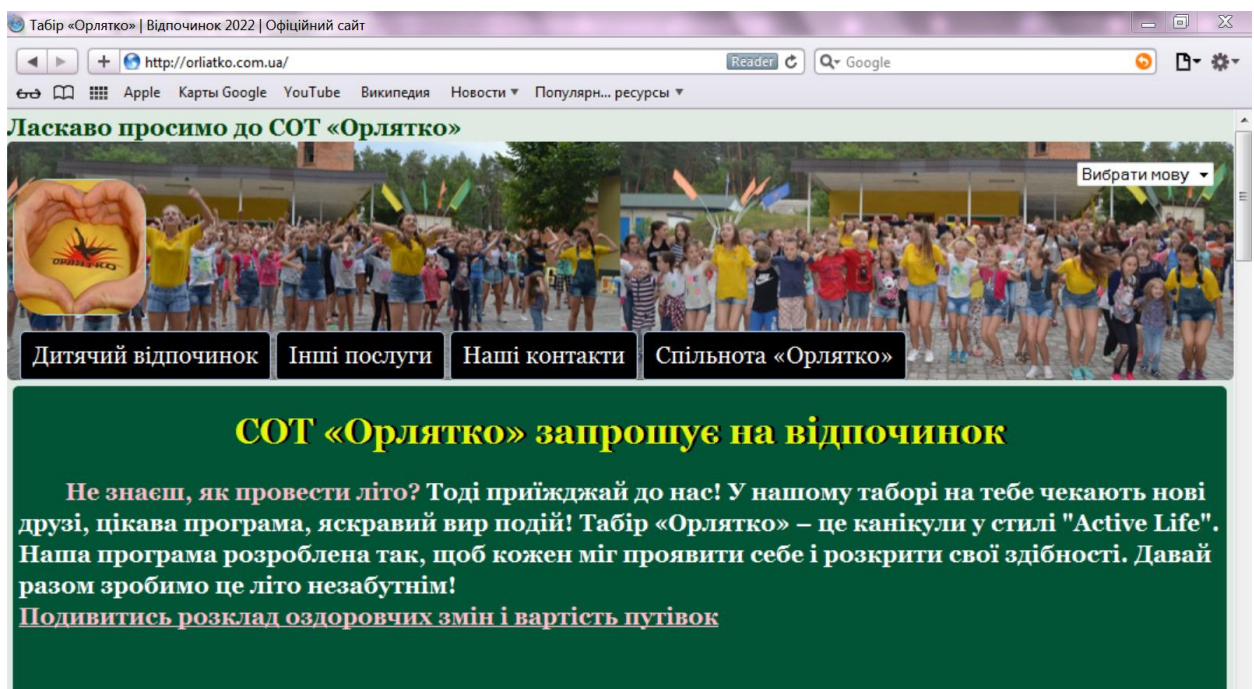 Табір «Орлятко» | Відпочинок 2022 | Офіційний сайт
http://orliatko.com.ua/ Reader Google
Apple Карты Google YouTube Википедия Новости ▾ Популярн... ресурсы ▾
Ласкаво просимо до СОТ «Орлятко»
Вибрати мову
ОРЛЯТКО
Дитячий відпочинок Інші послуги Наші контакти Спільнота «Орлятко»
СОТ «Орлятко» запрошує на відпочинок
Не знаєш, як провести літо? Тоді приїжджай до нас! У нашому таборі на тебе чекають нові
друзі, цікава програма, яскравий вир подій! Табір «Орлятко» – це канікули у стилі "Active Life".
Наша програма розроблена так, щоб кожен міг проявити себе і розкрити свої здібності. Давай
разом зробимо це літо незабутнім!
Подивитись розклад оздоровчих змін і вартість путівок